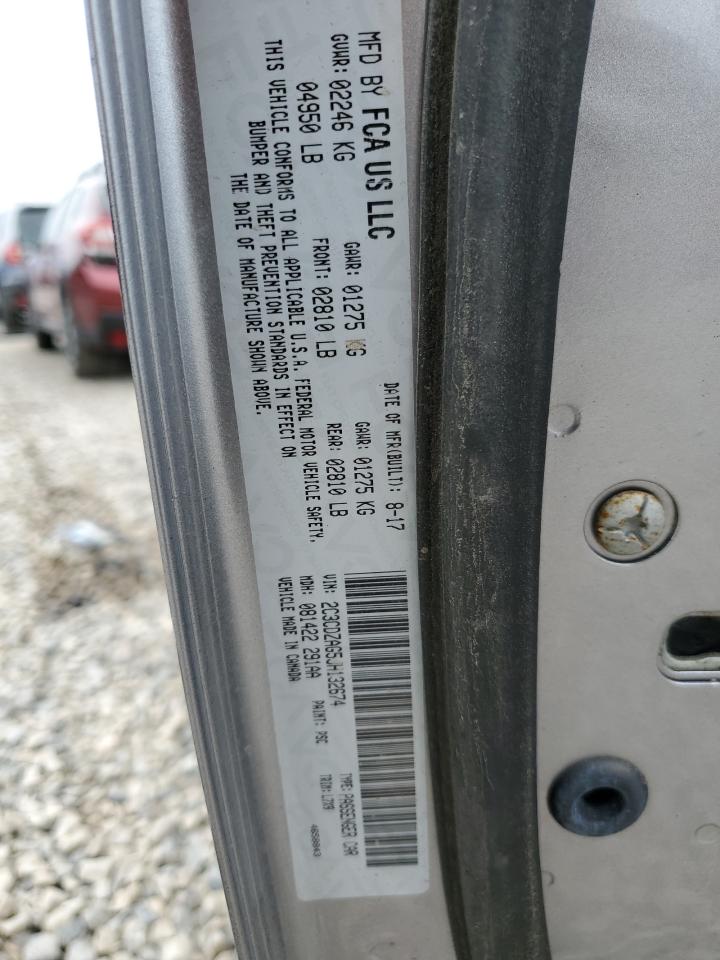 MFD BY FCA US LLC
DATE OF MFR(BUILT): 8-17
GVWR: 02246 KG
GAWR: 01275 KG
GAWR: 01275 KG
04950 LB
FRONT: 02810 LB
REAR: 02810 LB
THIS VEHICLE CONFORMS TO ALL APPLICABLE U.S.A. FEDERAL MOTOR VEHICLE SAFETY,
BUMPER AND THEFT PREVENTION STANDARDS IN EFFECT ON
THE DATE OF MANUFACTURE SHOWN ABOVE.
VIN: 2C3CDZAG5JH132674
TYPE: PASSENGER CAR
MDH: 081422 291AA
PAINT: PSC
TRIM: L7X9
VEHICLE MADE IN CANADA